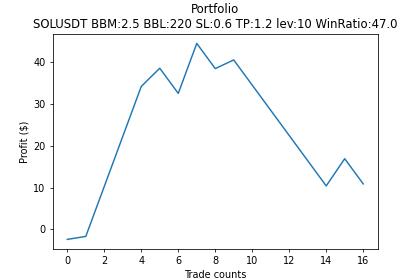 Portfolio
SOLUSDT BBM:2.5 BBL:220 SL:0.6 TP:1.2 lev:10 WinRatio:47.0
40
30
20
10
0
Profit ($)
0 2 4 6 8 10 12 14 16
Trade counts